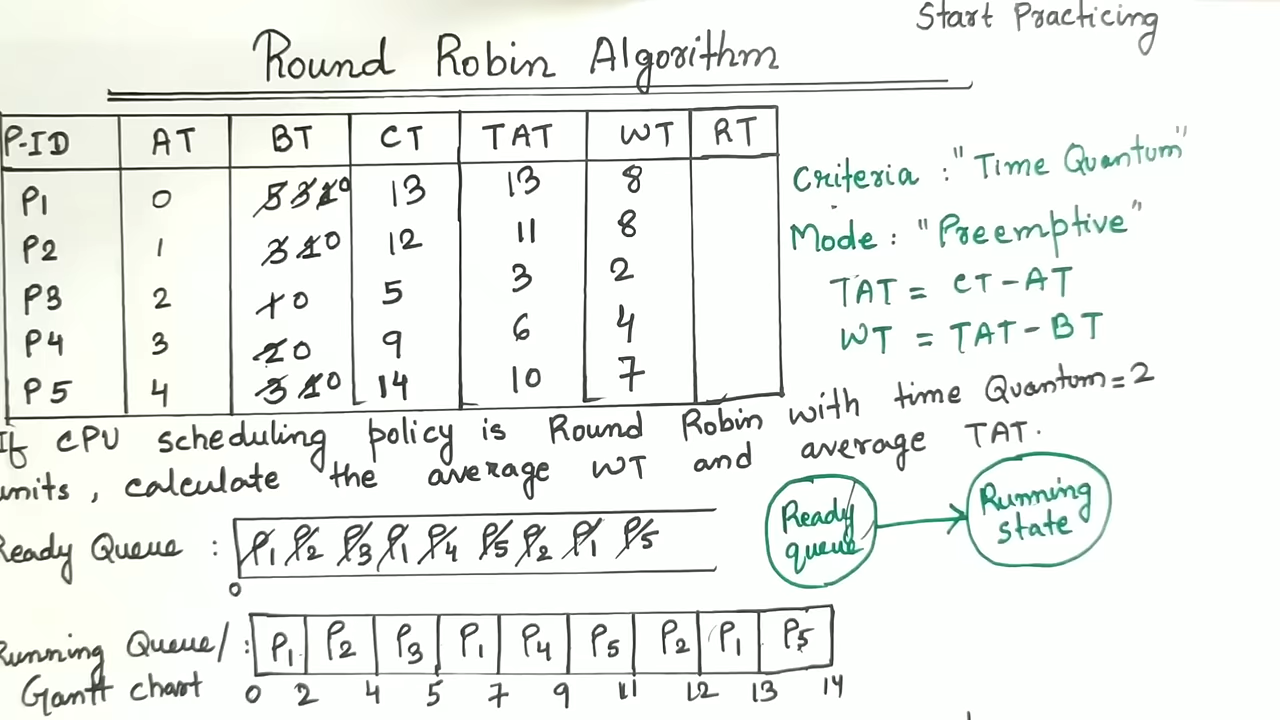 Start Practicing
Round Robin Algorithm
P-ID AT BT CT TAT WT RT
P1 0 5 3 1 0 13 13 8
P2 1 3 1 0 12 11 8
P3 2 1 0 5 3 2
P4 3 2 0 9 6 4
P5 4 3 1 0 14 10 7
Criteria : "Time Quantum"
Mode : "Preemptive"
TAT = CT - AT
WT = TAT - BT
If CPU scheduling policy is Round Robin with time Quantum = 2
units, calculate the average WT and average TAT.
Ready Queue : P1 P2 P3 P1 P4 P5 P2 P1 P5
0
Ready queue
Running state
Running Queue/ : P1 P2 P3 P1 P4 P5 P2 P1 P5
Gantt chart 0 2 4 5 7 9 11 12 13 14